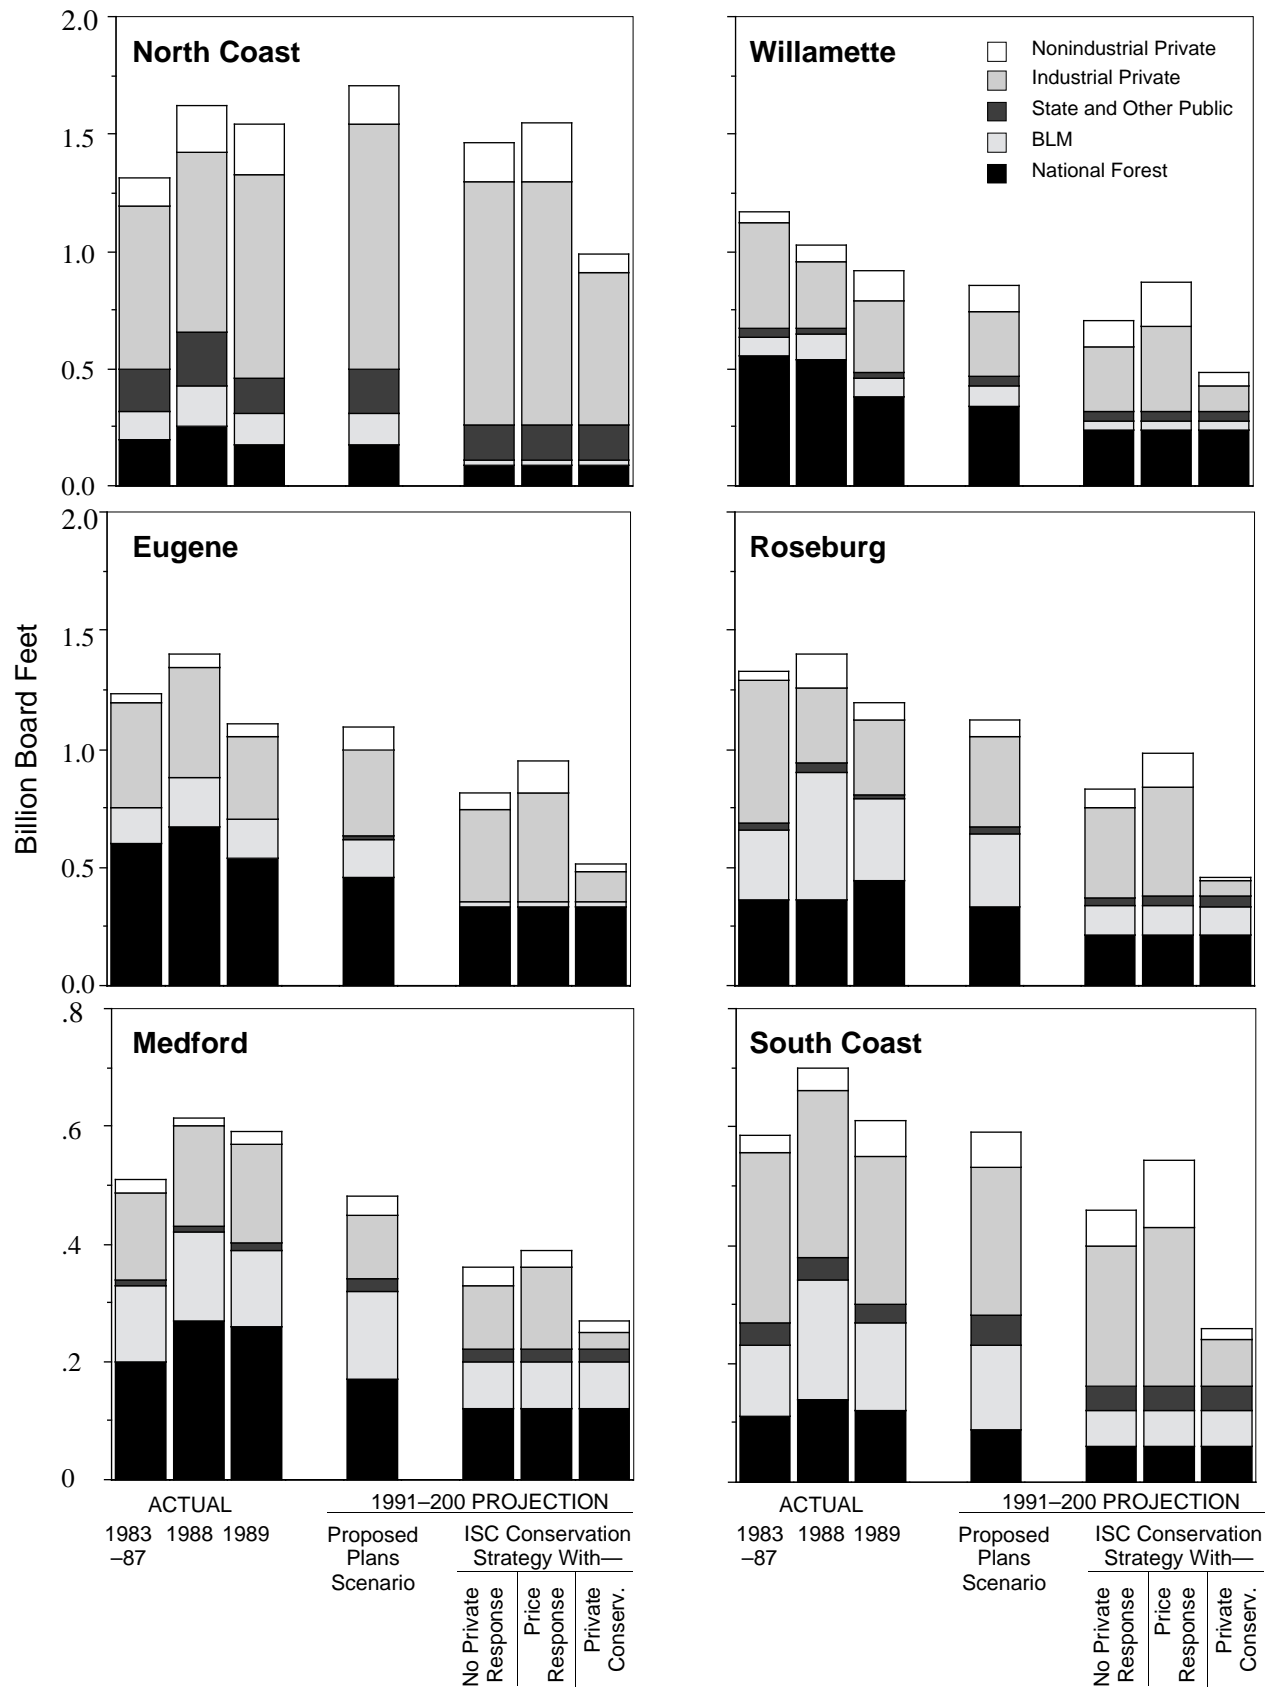 2.0
North Coast
1.5
1.0
0.5
0.0
Willamette
Nonindustrial Private
Industrial Private
State and Other Public
BLM
National Forest
Billion Board Feet
2.0
Eugene
1.5
1.0
0.5
0.0
Roseburg
.8
Medford
.6
.4
.2
0
South Coast
ACTUAL
1983 1988 1989
–87
1991–200 PROJECTION
Proposed
Plans
Scenario
ISC Conservation
Strategy With—
No Private
Response
Price
Response
Private
Conserv.
ACTUAL
1983 1988 1989
–87
1991–200 PROJECTION
Proposed
Plans
Scenario
ISC Conservation
Strategy With—
No Private
Response
Price
Response
Private
Conserv.